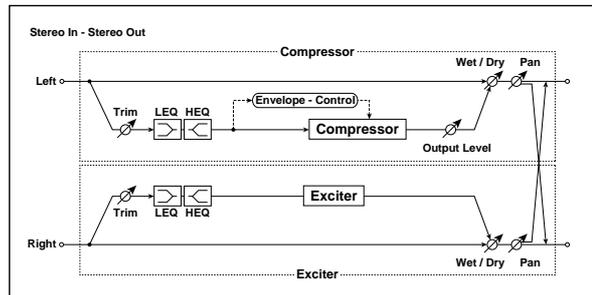 Stereo In - Stereo Out
Compressor
Wet / Dry Pan
Left
Envelope - Control
Trim LEQ HEQ
Compressor
Output Level
Exciter
Trim LEQ HEQ
Right
Wet / Dry Pan
Exciter